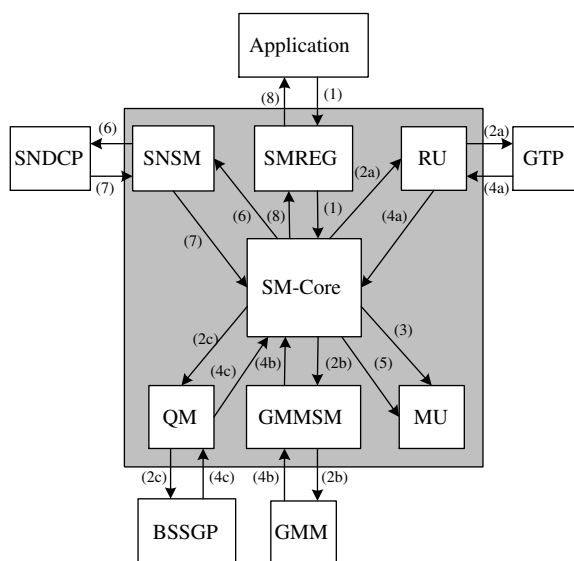 Application
(8)
(1)
(6)
(2a)
SNDCP
SNSM
SMREG
RU
GTP
(7)
(2a)
(4a)
(6)
(8)
(1)
(4a)
(7)
SM-Core
(2c)
(3)
(4c)
(4b)
(2b)
(5)
QM
GMMSM
MU
(2c)
(4c)
(4b)
(2b)
BSSGP
GMM